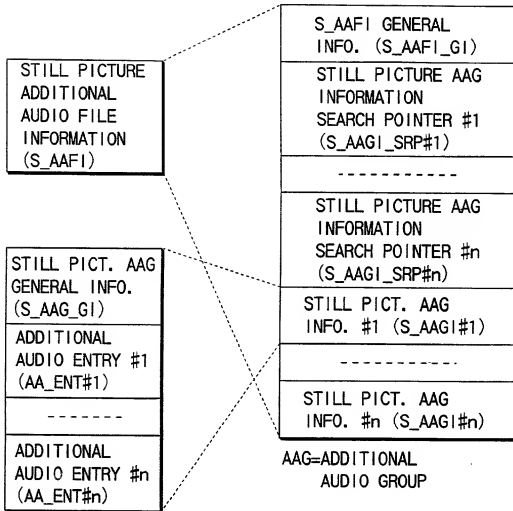 STILL PICTURE
ADDITIONAL
AUDIO FILE
INFORMATION
(S_AAFI)
S_AAFI GENERAL
INFO. (S_AAFI_GI)
STILL PICTURE AAG
INFORMATION
SEARCH POINTER #1
(S_AAGI_SRP#1)
-----------
STILL PICTURE AAG
INFORMATION
SEARCH POINTER #n
(S_AAGI_SRP#n)
STILL PICT. AAG
INFO. #1 (S_AAGI#1)
-----------
STILL PICT. AAG
INFO. #n (S_AAGI#n)
STILL PICT. AAG
GENERAL INFO.
(S_AAG_GI)
ADDITIONAL
AUDIO ENTRY #1
(AA_ENT#1)
-------
ADDITIONAL
AUDIO ENTRY #n
(AA_ENT#n)
AAG=ADDITIONAL
AUDIO GROUP